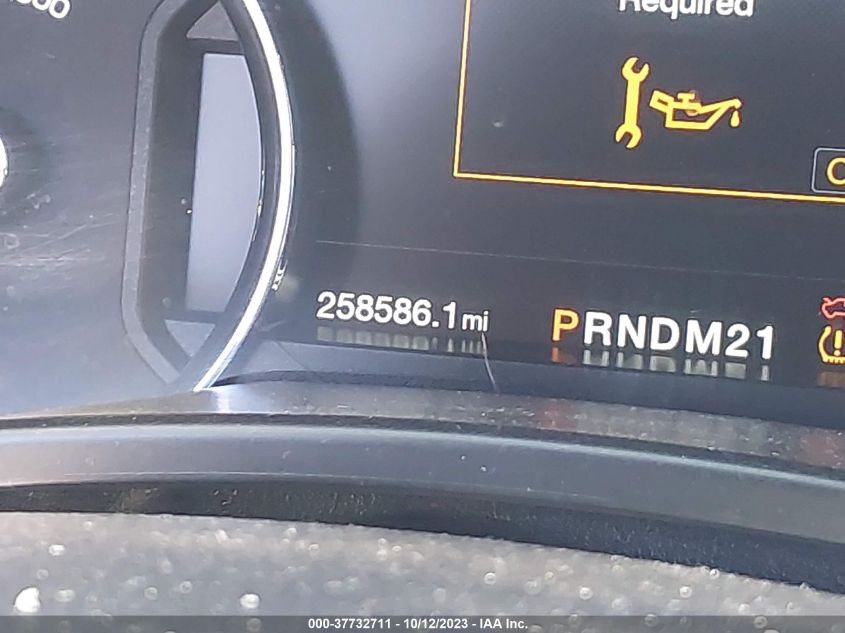 Required
258586.1mi
PRNDM21
000-37732711 - 10/12/2023 - IAA Inc.